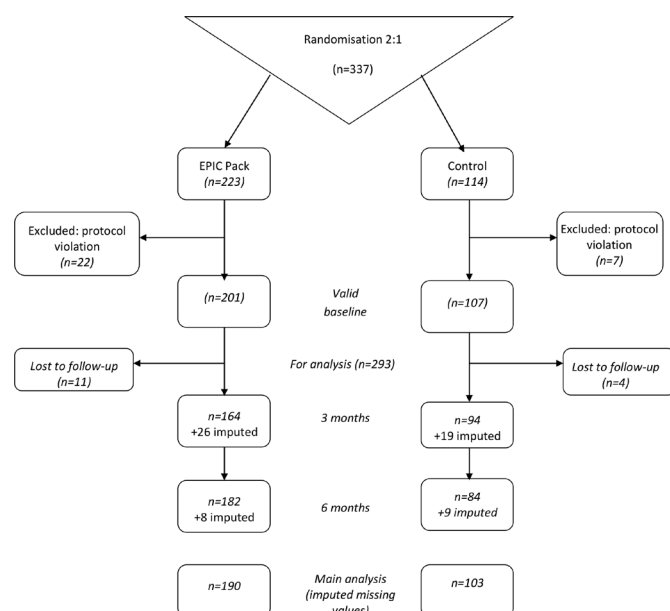 Randomisation 2:1
(n=337)
EPIC Pack
(n=223)
Control
(n=114)
Excluded: protocol
violation
(n=22)
Excluded: protocol
violation
(n=7)
(n=201)
Valid
baseline
(n=107)
Lost to follow-up
(n=11)
For analysis (n=293)
Lost to follow-up
(n=4)
n=164
+26 imputed
3 months
n=94
+19 imputed
n=182
+8 imputed
6 months
n=84
+9 imputed
n=190
Main analysis
(imputed missing
values)
n=103